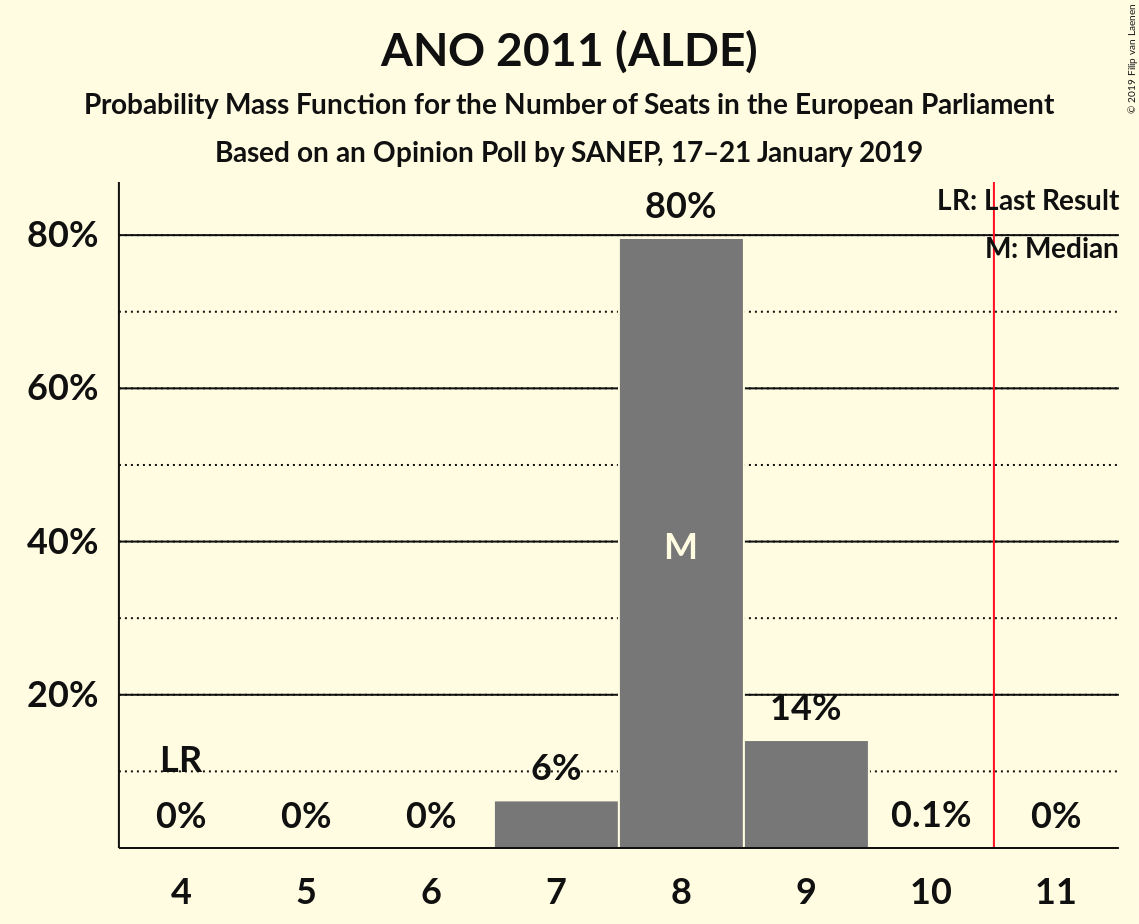 ANO 2011 (ALDE)
Probability Mass Function for the Number of Seats in the European Parliament
Based on an Opinion Poll by SANEP, 17–21 January 2019
© 2019 Filip van Laenen
LR: Last Result
M: Median
80%
60%
40%
20%
LR
0%
0%
0%
6%
80%
M
14%
0.1%
0%
4
5
6
7
8
9
10
11